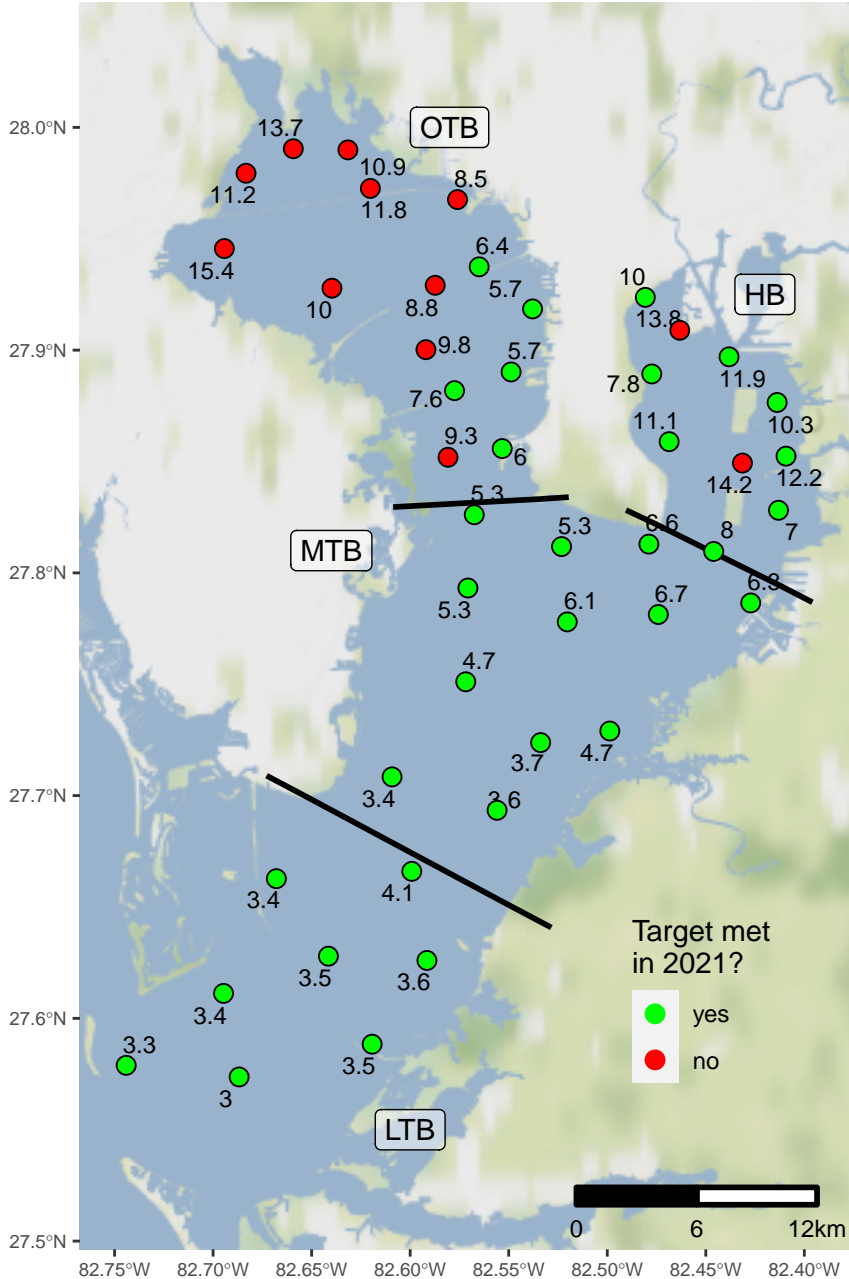 28.0°N
27.9°N
27.8°N
27.7°N
27.6°N
27.5°N
82.75°W
82.70°W
82.65°W
82.60°W
82.55°W
82.50°W
82.45°W
82.40°W
OTB
HB
MTB
LTB
13.7
10.9
11.2
11.8
8.5
15.4
6.4
5.7
10
8.8
9.8
5.7
7.6
9.3
6
10
13.8
7.8
11.9
10.3
11.1
14.2
12.2
7
5.3
5.3
6.6
8
6.3
5.3
6.1
6.7
4.7
3.7
4.7
3.4
3.6
3.4
4.1
3.5
3.6
3.4
3.3
3
3.5
Target met
in 2021?
yes
no
0 6 12km